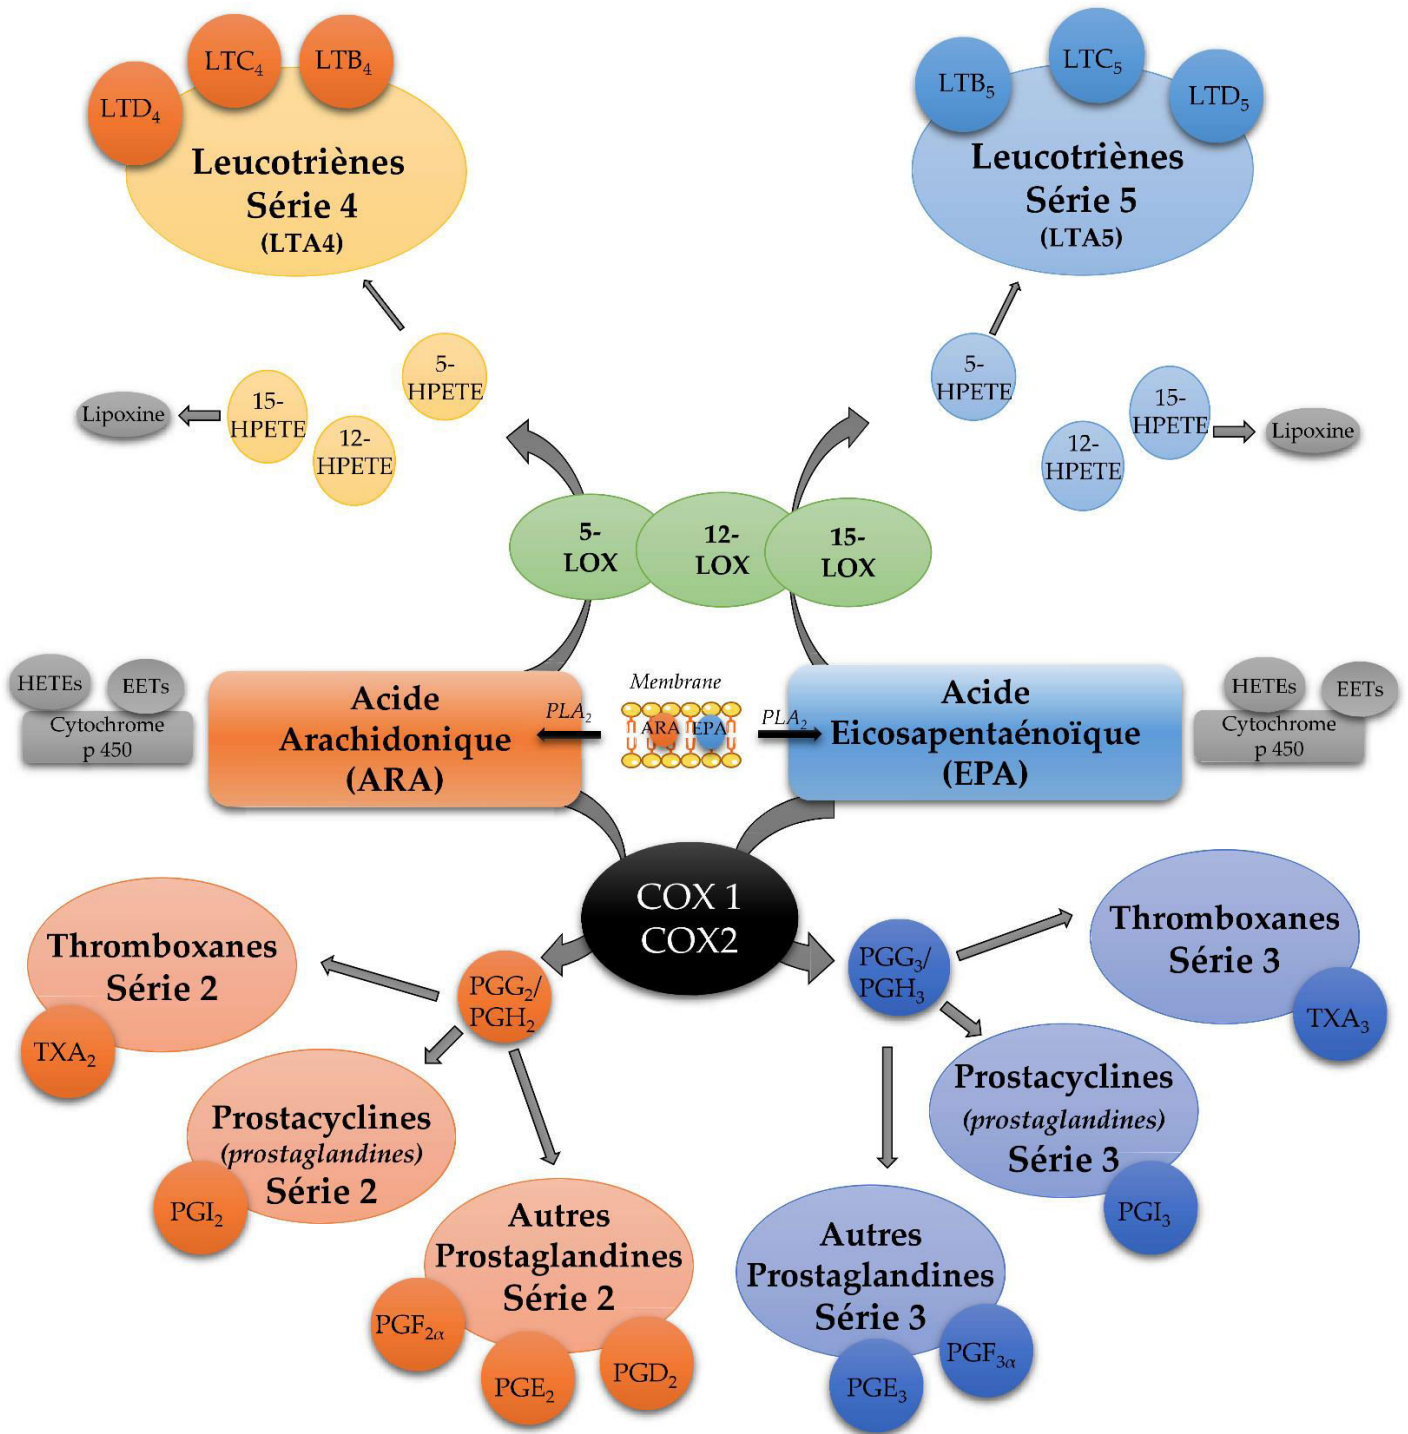 LTD₄
LTC₄
LTB₄
Leucotriènes
Série 4
(LTA4)
LTB₅
LTC₅
LTD₅
Leucotriènes
Série 5
(LTA5)
5-
HPETE
15-
HPETE
12-
HPETE
Lipoxine
5-
HPETE
12-
HPETE
15-
HPETE
Lipoxine
5-
LOX
12-
LOX
15-
LOX
HETEs
EETs
Cytochrome
p 450
Acide
Arachidonique
(ARA)
PLA₂
Membrane
ARA
EPA
PLA₂
Acide
Eicosapentaénoïque
(EPA)
HETEs
EETs
Cytochrome
p 450
COX 1
COX2
Thromboxanes
Série 2
TXA₂
PGG₂/
PGH₂
Prostacyclines
(prostaglandines)
Série 2
PGI₂
Autres
Prostaglandines
Série 2
PGF₂α
PGE₂
PGD₂
PGG₃/
PGH₃
Thromboxanes
Série 3
TXA₃
Prostacyclines
(prostaglandines)
Série 3
PGI₃
Autres
Prostaglandines
Série 3
PGE₃
PGF₃α